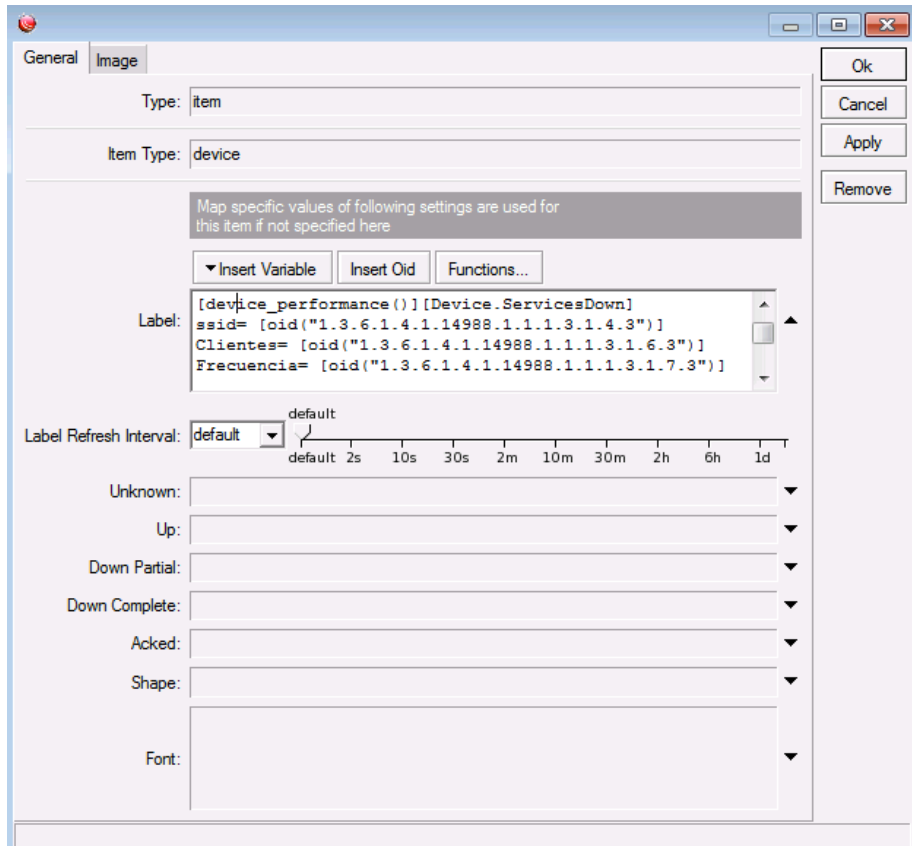 General
Image
Ok
Type: item
Cancel
Item Type: device
Apply
Remove
Map specific values of following settings are used for
this item if not specified here
Insert Variable
Insert Oid
Functions...
Label:
[device_performance()][Device.ServicesDown]
ssid= [oid("1.3.6.1.4.1.14988.1.1.1.3.1.4.3")]
Clientes= [oid("1.3.6.1.4.1.14988.1.1.1.3.1.6.3")]
Frecuencia= [oid("1.3.6.1.4.1.14988.1.1.1.3.1.7.3")]
default
Label Refresh Interval: default
default 2s 10s 30s 2m 10m 30m 2h 6h 1d
Unknown:
Up:
Down Partial:
Down Complete:
Acked:
Shape:
Font: